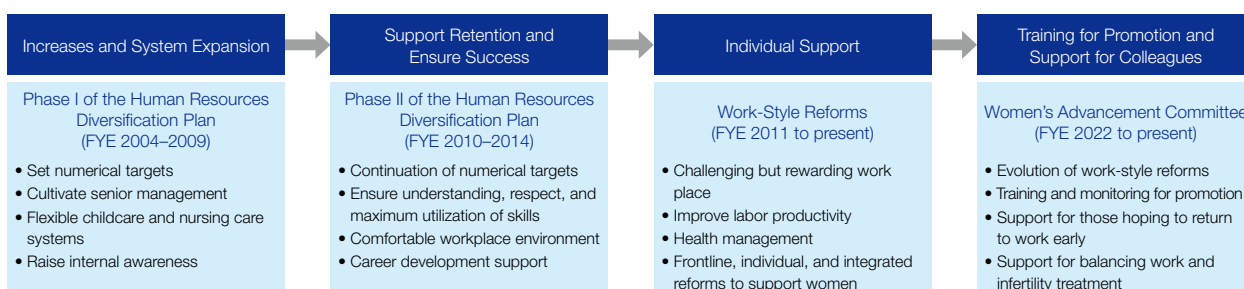 Increases and System Expansion
Phase I of the Human Resources
Diversification Plan
(FYE 2004–2009)
• Set numerical targets
• Cultivate senior management
• Flexible childcare and nursing care
systems
• Raise internal awareness
Support Retention and
Ensure Success
Phase II of the Human Resources
Diversification Plan
(FYE 2010–2014)
• Continuation of numerical targets
• Ensure understanding, respect, and
maximum utilization of skills
• Comfortable workplace environment
• Career development support
Individual Support
Work-Style Reforms
(FYE 2011 to present)
• Challenging but rewarding work
place
• Improve labor productivity
• Health management
• Frontline, individual, and integrated
reforms to support women
Training for Promotion and
Support for Colleagues
Women’s Advancement Committee
(FYE 2022 to present)
• Evolution of work-style reforms
• Training and monitoring for promotion
• Support for those hoping to return
to work early
• Support for balancing work and
infertility treatment